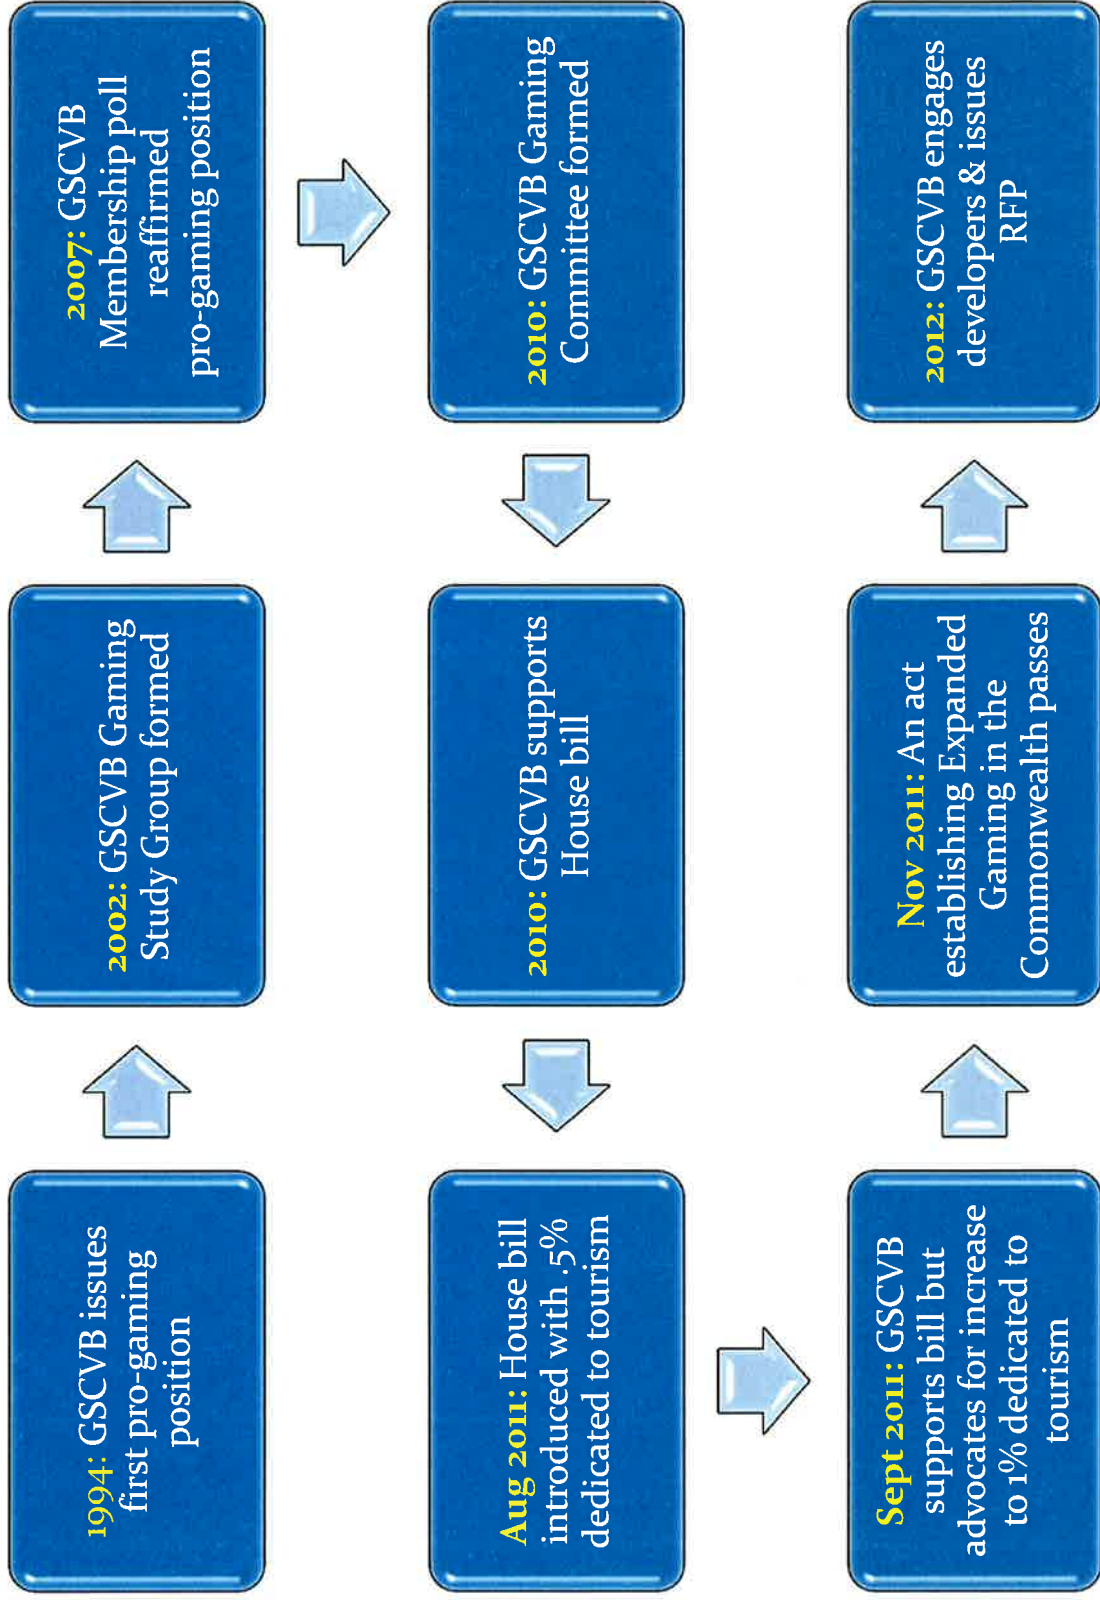 1994: GSCVB issues
first pro-gaming
position
2002: GSCVB Gaming
Study Group formed
2007: GSCVB
Membership poll
reaffirmed
pro-gaming position
2010: GSCVB Gaming
Committee formed
2010: GSCVB supports
House bill
Aug 2011: House bill
introduced with .5%
dedicated to tourism
Sept 2011: GSCVB
supports bill but
advocates for increase
to 1% dedicated to
tourism
Nov 2011: An act
establishing Expanded
Gaming in the
Commonwealth passes
2012: GSCVB engages
developers & issues
RFP